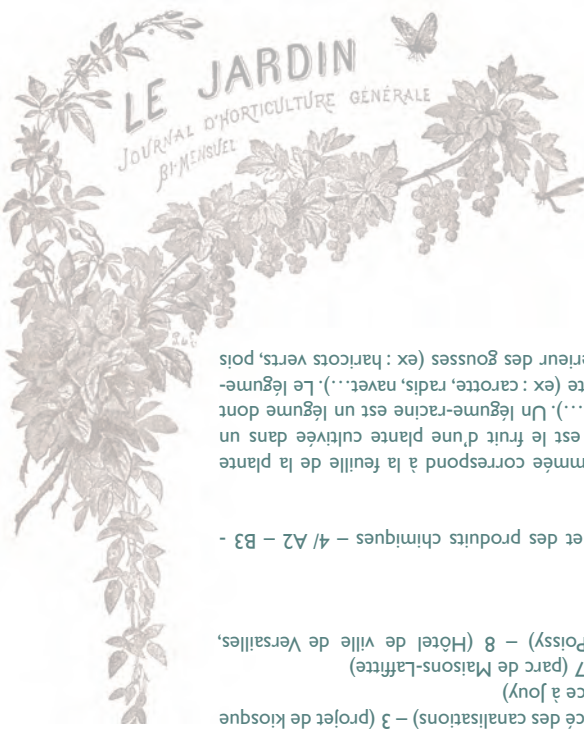 LE JARDIN
JOURNAL D'HORTICULTURE GÉNÉRALE
BI-MENSUEL
cé des canalisations) – 3 (projet de kiosque
ce à Jouy)
7 (parc de Maisons-Laffitte)
Poissy) – 8 (Hôtel de ville de Versailles,
et des produits chimiques – 4/ A2 – B3 -
correspond à la feuille de la plante
est le fruit d'une plante cultivée dans un
…). Un légume-racine est un légume dont
te (ex : carotte, radis, navet…). Le légume-
érieur des gousses (ex : haricots verts, pois